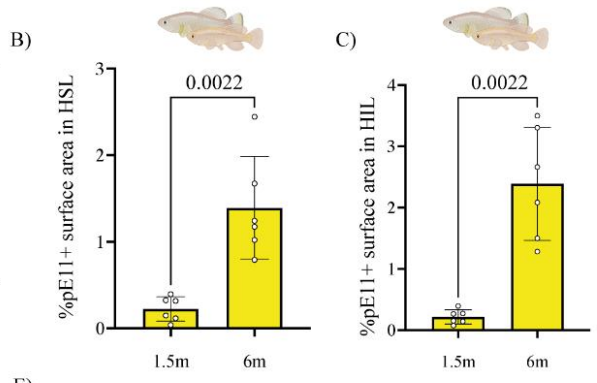 B)
0.0022
%pE11+ surface area in HSL
3
2
1
0
1.5m 6m
C)
0.0022
%pE11+ surface area in HIL
4
3
2
1
0
1.5m 6m